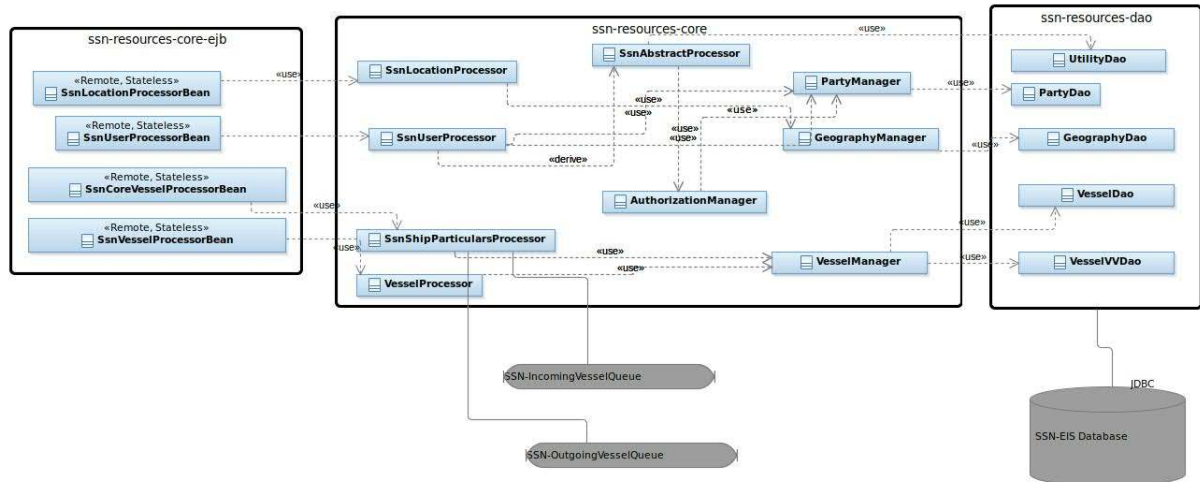 ssn-resources-core-ejb
«Remote, Stateless»
SsnLocationProcessorBean
«Remote, Stateless»
SsnUserProcessorBean
«Remote, Stateless»
SsnCoreVesselProcessorBean
«Remote, Stateless»
SsnVesselProcessorBean
«use»
«use»
«use»
«use»
ssn-resources-core
SsnAbstractProcessor
SsnLocationProcessor
PartyManager
«use»
«use»
«use»
SsnUserProcessor
«use»
«use»
GeographyManager
«derive»
AuthorizationManager
SsnShipParticularsProcessor
«use»
VesselManager
«use»
VesselProcessor
«use»
«use»
«use»
«use»
«use»
ssn-resources-dao
UtilityDao
PartyDao
GeographyDao
VesselDao
VesselVVDao
SSN-IncomingVesselQueue
SSN-OutgoingVesselQueue
JDBC
SSN-EIS Database